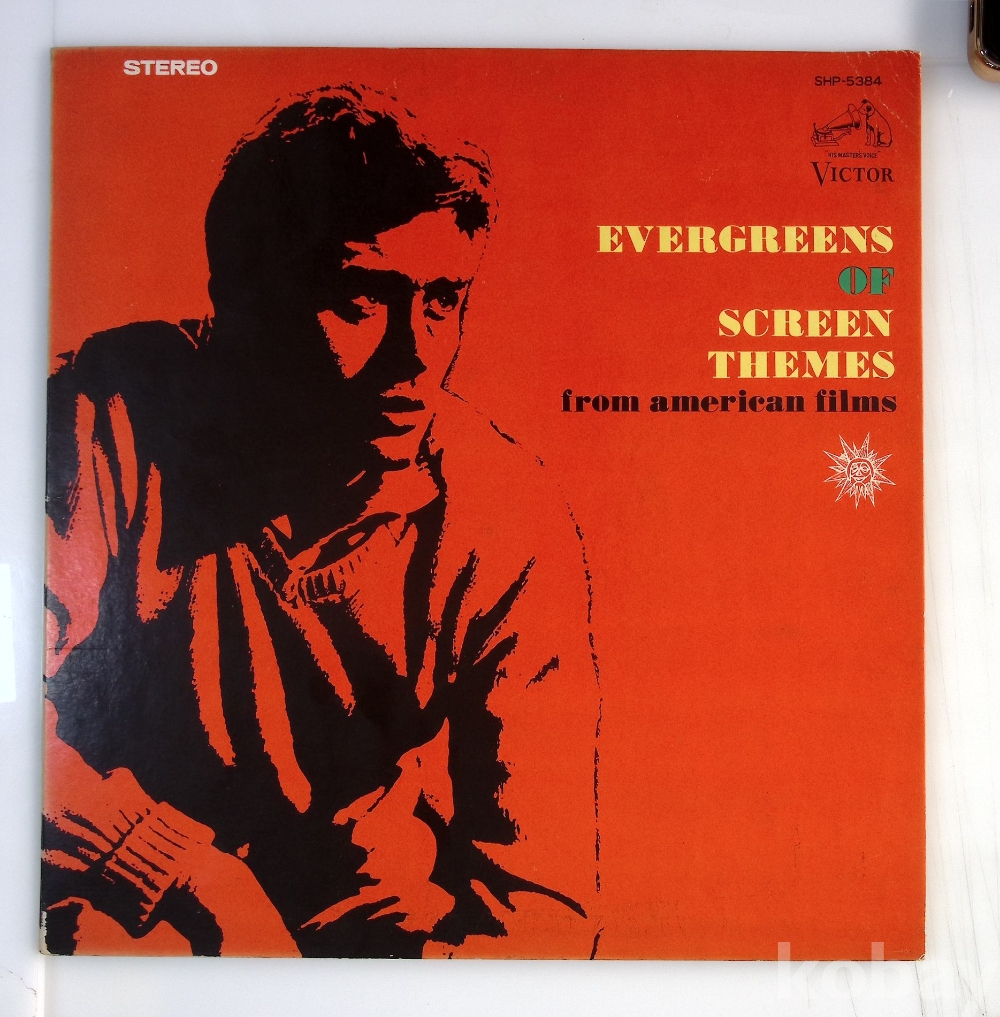 STEREO
SHP-5384
"HIS MASTER'S VOICE"
VICTOR
EVERGREENS
OF
SCREEN
THEMES
from american films
koba